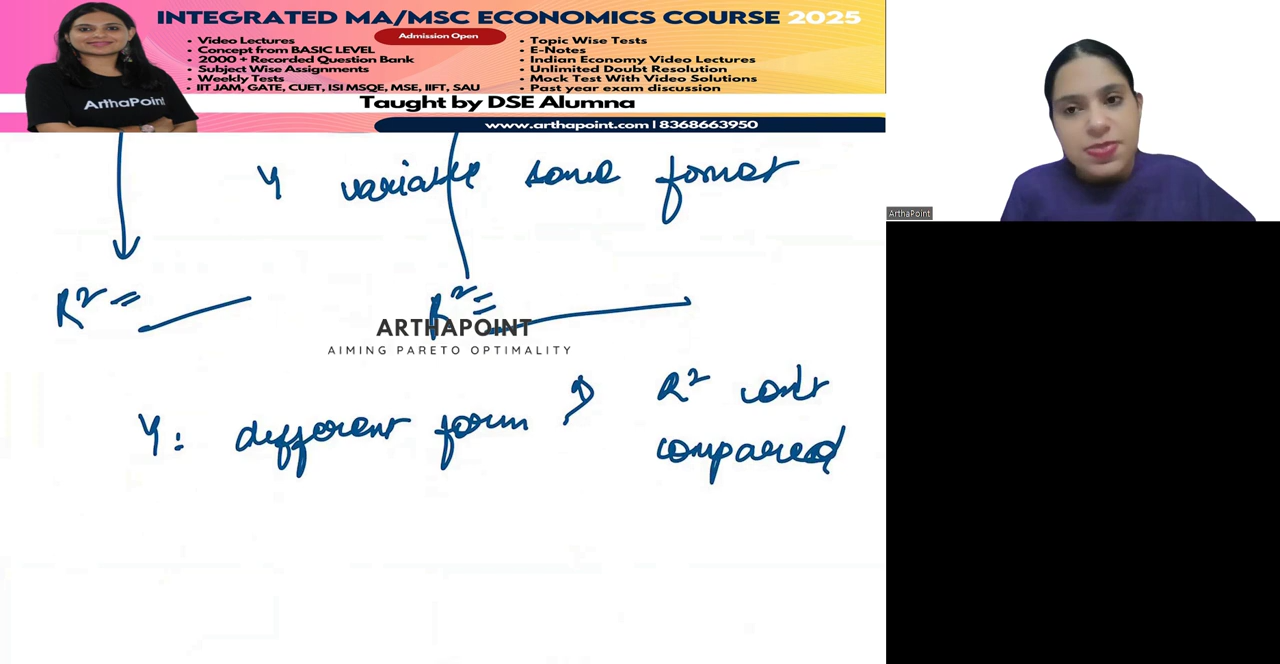 INTEGRATED MA/MSC ECONOMICS COURSE 2025
Admission Open
• Video Lectures
• Concept from BASIC LEVEL
• 2000 + Recorded Question Bank
• Subject Wise Assignments
• Weekly Tests
• IIT JAM, GATE, CUET, ISI MSQE, MSE, IIFT, SAU
• Topic Wise Tests
• E-Notes
• Indian Economy Video Lectures
• Unlimited Doubt Resolution
• Mock Test With Video Solutions
• Past year exam discussion
ArthaPoint
Taught by DSE Alumna
www.arthapoint.com | 8368663950
ArthaPoint
Y variable same format
R² = R² =
ARTHAPOINT
AIMING PARETO OPTIMALITY
Y: different form R² can't
compared